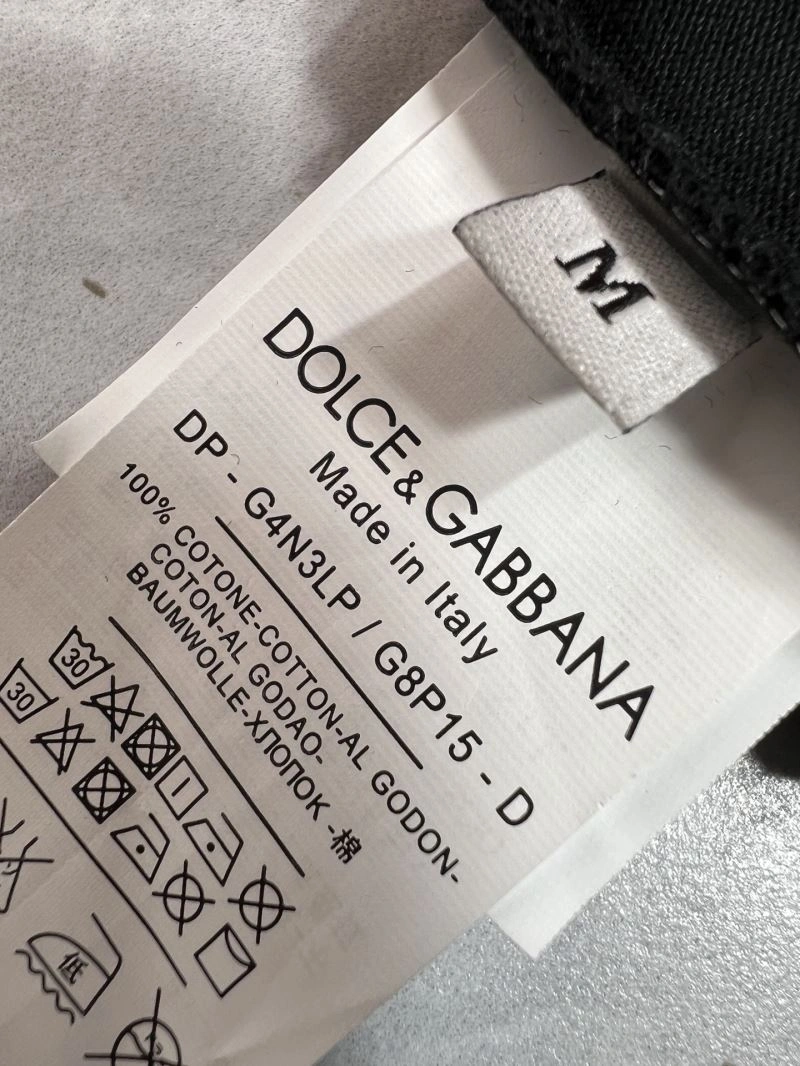 M
DOLCE & GABBANA
Made in Italy
DP - G4N3LP / G8P15 - D
100% COTONE-COTTON-AL GODON-
COTON-AL GODAO-
BAUMWOLLE-ХЛОПОК -棉
30
30
低